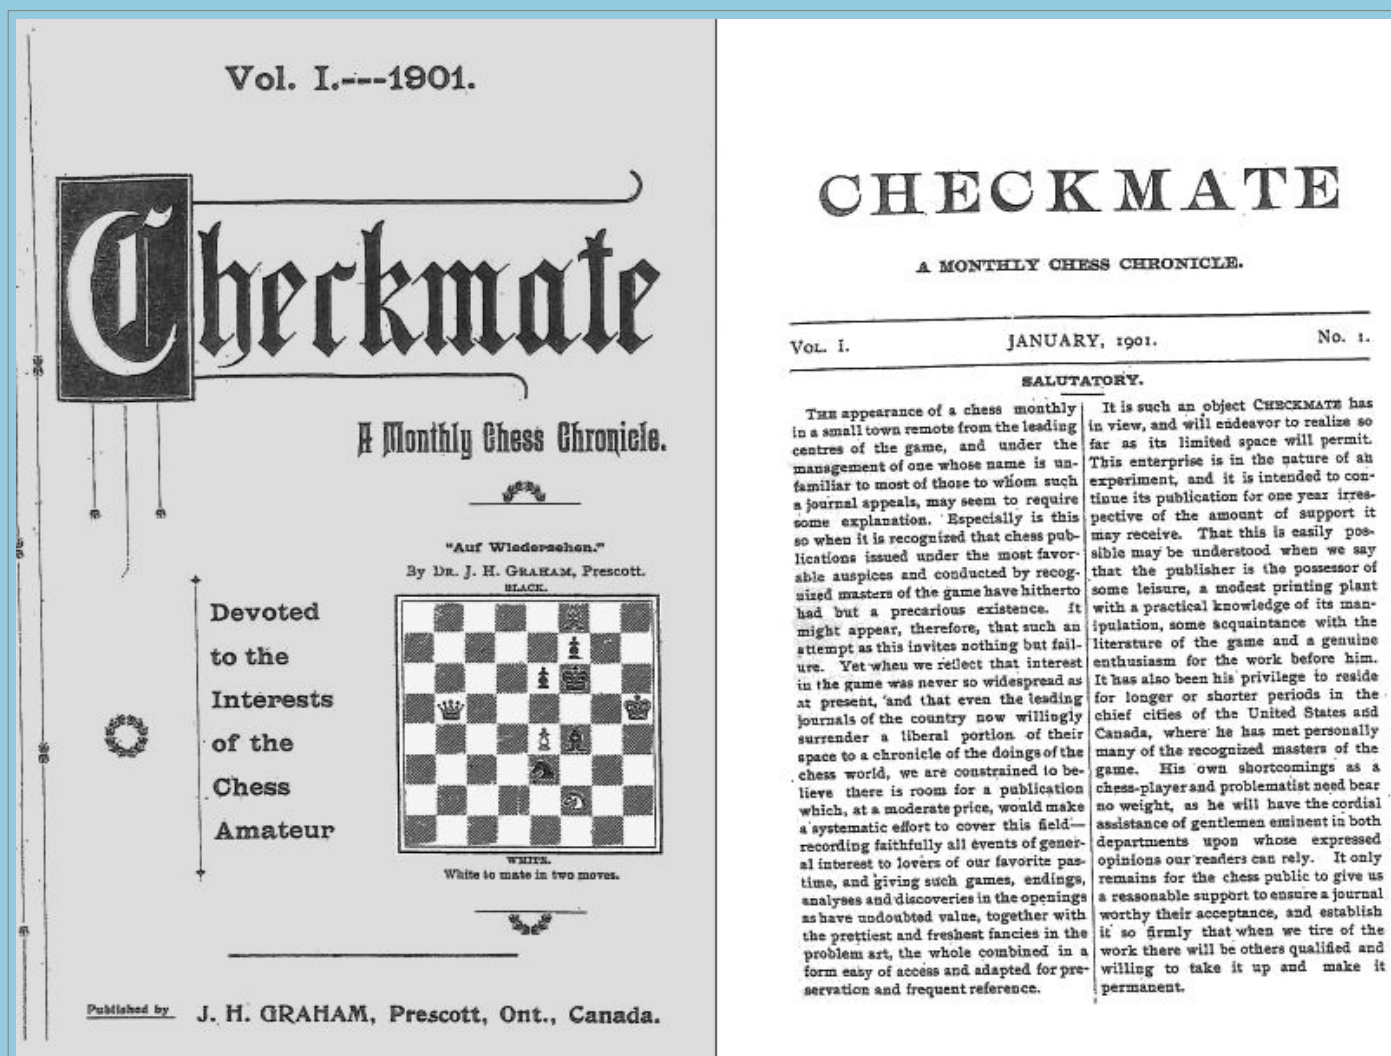 Vol. I.---1901.
Checkmate
A Monthly Chess Chronicle.
"Auf Wiedersehen."
By DR. J. H. GRAHAM, Prescott.
BLACK.
Devoted
to the
Interests
of the
Chess
Amateur
WHITE.
White to mate in two moves.
Published by J. H. GRAHAM, Prescott, Ont., Canada.
CHECKMATE
A MONTHLY CHESS CHRONICLE.
VOL. I. JANUARY, 1901. No. 1.
SALUTATORY.
THE appearance of a chess monthly
in a small town remote from the leading
centres of the game, and under the
management of one whose name is un-
familiar to most of those to whom such
a journal appeals, may seem to require
some explanation. Especially is this
so when it is recognized that chess pub-
lications issued under the most favor-
able auspices and conducted by recog-
nized masters of the game have hitherto
had but a precarious existence. It
might appear, therefore, that such an
attempt as this invites nothing but fail-
ure. Yet when we reflect that interest
in the game was never so widespread as
at present, and that even the leading
journals of the country now willingly
surrender a liberal portion of their
space to a chronicle of the doings of the
chess world, we are constrained to be-
lieve there is room for a publication
which, at a moderate price, would make
a systematic effort to cover this field—
recording faithfully all events of gener-
al interest to lovers of our favorite pas-
time, and giving such games, endings,
analyses and discoveries in the openings
as have undoubted value, together with
the prettiest and freshest fancies in the
problem art, the whole combined in a
form easy of access and adapted for pre-
servation and frequent reference.
It is such an object CHECKMATE has
in view, and will endeavor to realize so
far as its limited space will permit.
This enterprise is in the nature of an
experiment, and it is intended to con-
tinue its publication for one year irres-
pective of the amount of support it
may receive. That this is easily pos-
sible may be understood when we say
that the publisher is the possessor of
some leisure, a modest printing plant
with a practical knowledge of its man-
ipulation, some acquaintance with the
literature of the game and a genuine
enthusiasm for the work before him.
It has also been his privilege to reside
for longer or shorter periods in the
chief cities of the United States and
Canada, where he has met personally
many of the recognized masters of the
game. His own shortcomings as a
chess-player and problematist need bear
no weight, as he will have the cordial
assistance of gentlemen eminent in both
departments upon whose expressed
opinions our readers can rely. It only
remains for the chess public to give us
a reasonable support to ensure a journal
worthy their acceptance, and establish
it so firmly that when we tire of the
work there will be others qualified and
willing to take it up and make it
permanent.